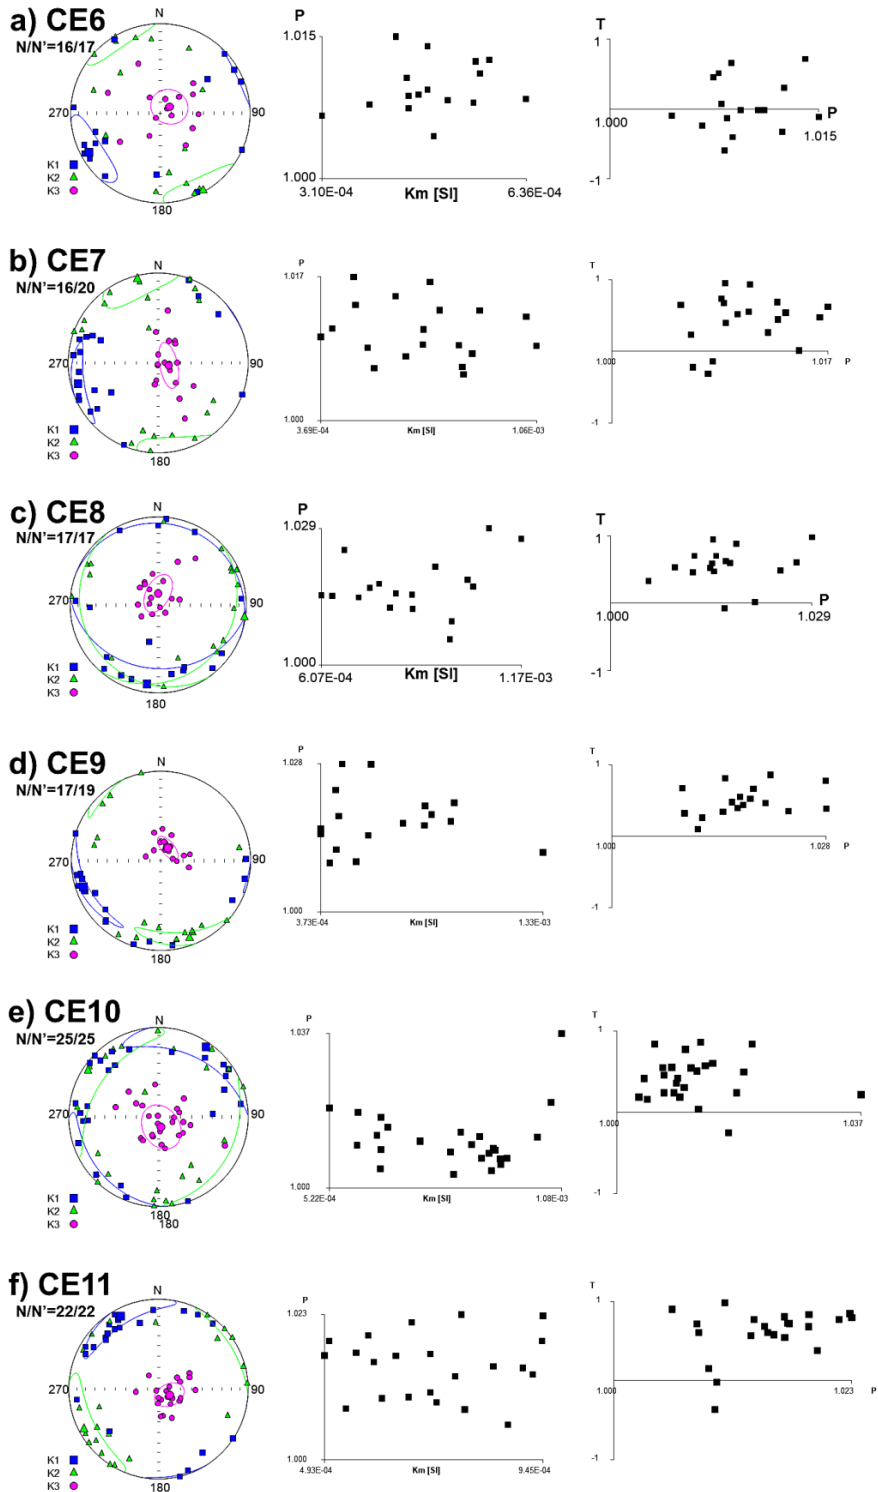 a) CE6
N/N'=16/17
N
270
90
180
K1
K2
K3
P
1.015
1.000
3.10E-04
Km [SI]
6.36E-04
T
1
1.000
P
1.015
-1
b) CE7
N/N'=16/20
N
270
90
180
K1
K2
K3
P
1.017
1.000
3.69E-04
Km [SI]
1.06E-03
T
1
1.000
1.017
P
-1
c) CE8
N/N'=17/17
N
270
90
180
K1
K2
K3
P
1.029
1.000
6.07E-04
Km [SI]
1.17E-03
T
1
1.000
P
1.029
-1
d) CE9
N/N'=17/19
N
270
90
180
K1
K2
K3
P
1.028
1.000
3.73E-04
Km [SI]
1.33E-03
T
1
1.000
1.028
P
-1
e) CE10
N/N'=25/25
N
270
90
180
180
K1
K2
K3
P
1.037
1.000
5.22E-04
Km [SI]
1.08E-03
T
1
1.000
1.037
P
-1
f) CE11
N/N'=22/22
N
270
90
180
K1
K2
K3
P
1.023
1.000
4.93E-04
Km [SI]
9.45E-04
T
1
1.000
1.023
P
-1